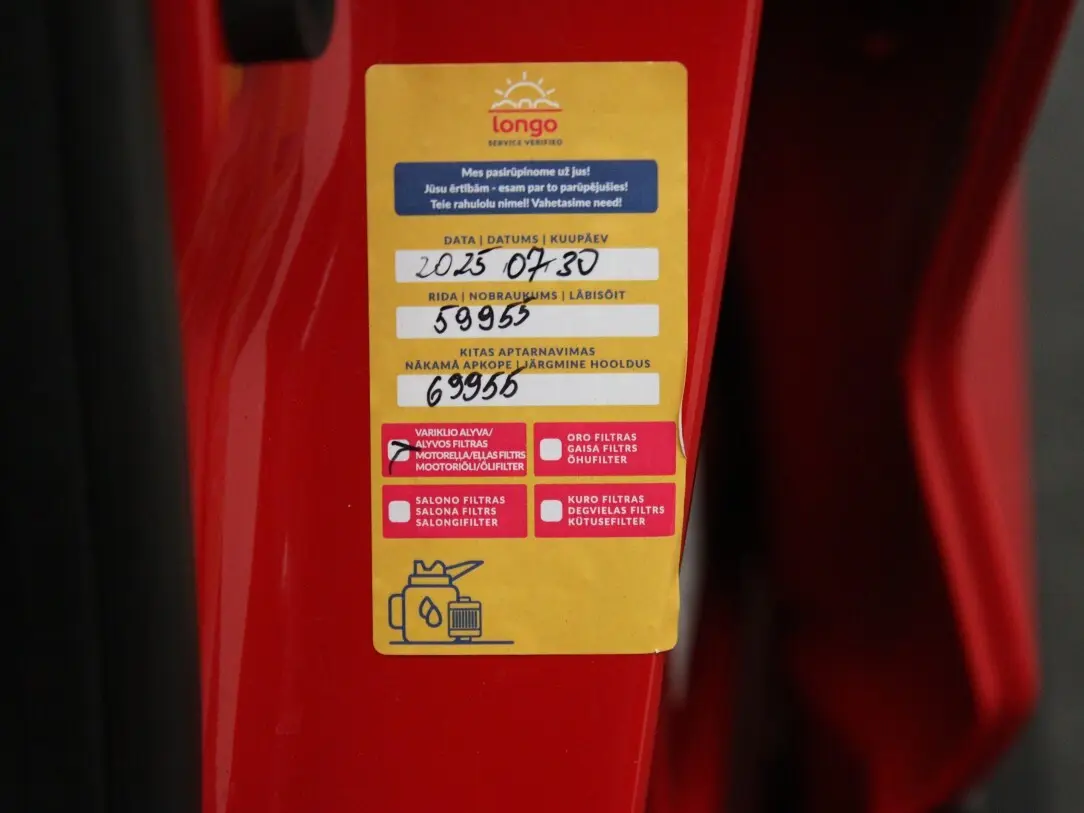 longo
SERVICE VERIFIED
Mes pasirūpinome už jus!
Jūsu ērtībām - esam par to parūpējušies!
Teie rahulolu nimel! Vahetasime need!
DATA | DATUMS | KUUPÄEV
2025 07 30
RIDA | NOBRAUKUMS | LÄBISÕIT
59955
KITAS APTARNAVIMAS
NĀKAMĀ APKOPE | JÄRGMINE HOOLDUS
69955
VARIKLIO ALYVA/
ALYVOS FILTRAS
MOTOREĻĻA/EĻĻAS FILTRS
MOOTORIÕLI/ÕLIFILTER
ORO FILTRAS
GAISA FILTRS
ÕHUFILTER
SALONO FILTRAS
SALONA FILTRS
SALONGIFILTER
KURO FILTRAS
DEGVIELAS FILTRS
KÜTUSEFILTER